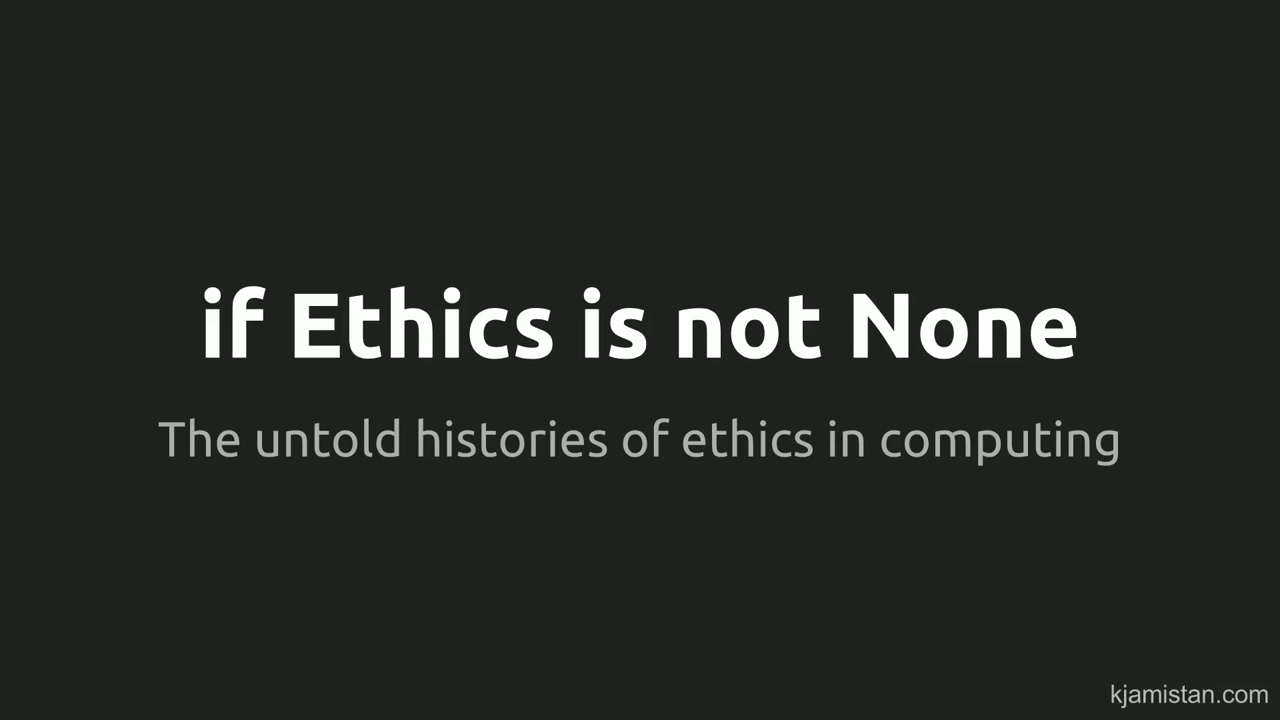 if Ethics is not None
The untold histories of ethics in computing
kjamistan.com